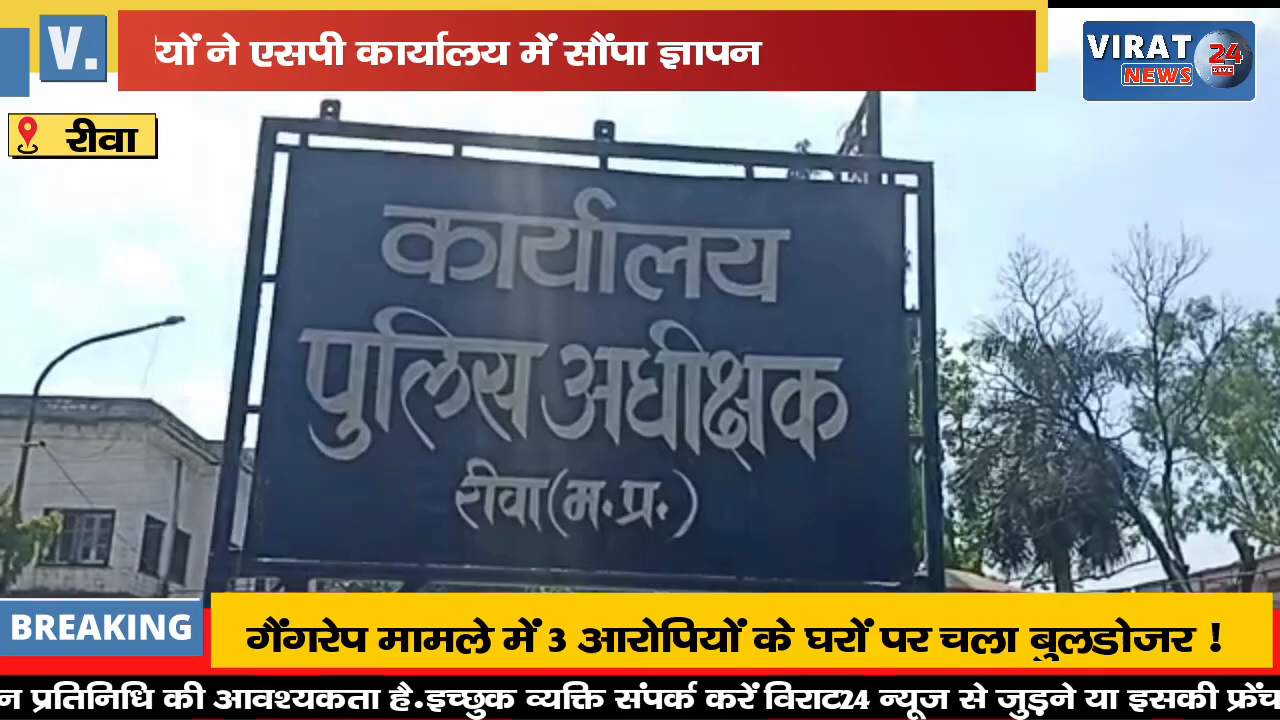 V.
यों ने एसपी कार्यालय में सौंपा ज्ञापन
VIRAT
NEWS
24
LIVE
रीवा
कार्यालय
पुलिस अधीक्षक
रीवा (म.प्र.)
BREAKING
गैंगरेप मामले में 3 आरोपियों के घरों पर चला बुलडोजर !
न प्रतिनिधि की आवश्यकता है.इच्छुक व्यक्ति संपर्क करें विराट24 न्यूज से जुड़ने या इसकी फ्रेंच